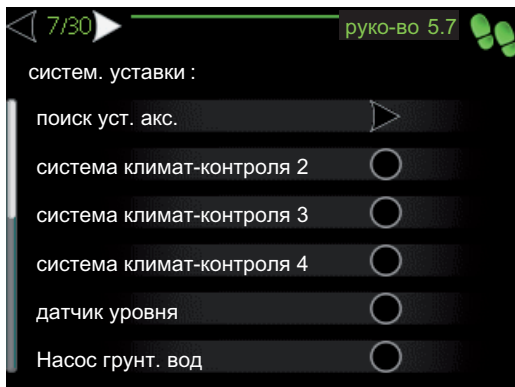 7/30 руко-во 5.7
систем. уставки :
поиск уст. акс.
система климат-контроля 2
система климат-контроля 3
система климат-контроля 4
датчик уровня
Насос грунт. вод